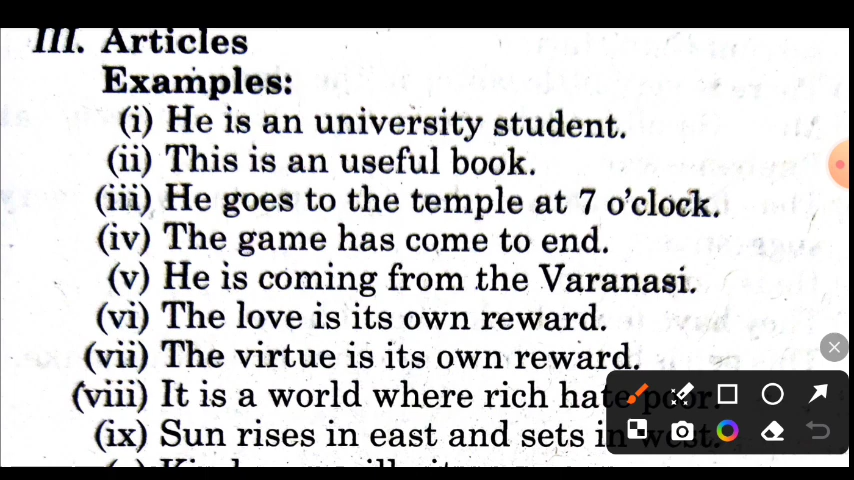 III. Articles
Examples:
(i) He is an university student.
(ii) This is an useful book.
(iii) He goes to the temple at 7 o'clock.
(iv) The game has come to end.
(v) He is coming from the Varanasi.
(vi) The love is its own reward.
(vii) The virtue is its own reward.
(viii) It is a world where rich hate poor.
(ix) Sun rises in east and sets in west.